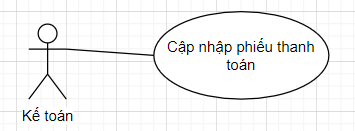 Cập nhập phiếu thanh
toán
Kế toán